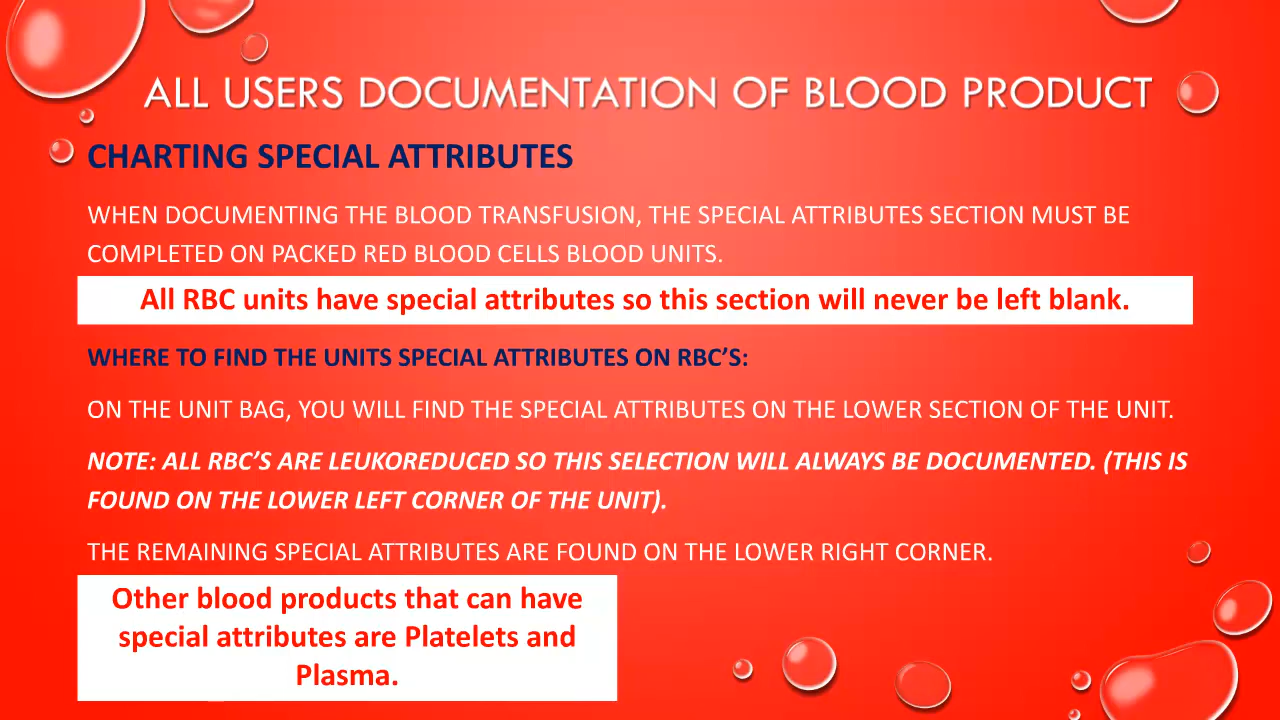 ALL USERS DOCUMENTATION OF BLOOD PRODUCT
CHARTING SPECIAL ATTRIBUTES
WHEN DOCUMENTING THE BLOOD TRANSFUSION, THE SPECIAL ATTRIBUTES SECTION MUST BE
COMPLETED ON PACKED RED BLOOD CELLS BLOOD UNITS.
All RBC units have special attributes so this section will never be left blank.
WHERE TO FIND THE UNITS SPECIAL ATTRIBUTES ON RBC’S:
ON THE UNIT BAG, YOU WILL FIND THE SPECIAL ATTRIBUTES ON THE LOWER SECTION OF THE UNIT.
NOTE: ALL RBC’S ARE LEUKOREDUCED SO THIS SELECTION WILL ALWAYS BE DOCUMENTED. (THIS IS
FOUND ON THE LOWER LEFT CORNER OF THE UNIT).
THE REMAINING SPECIAL ATTRIBUTES ARE FOUND ON THE LOWER RIGHT CORNER.
Other blood products that can have
special attributes are Platelets and
Plasma.